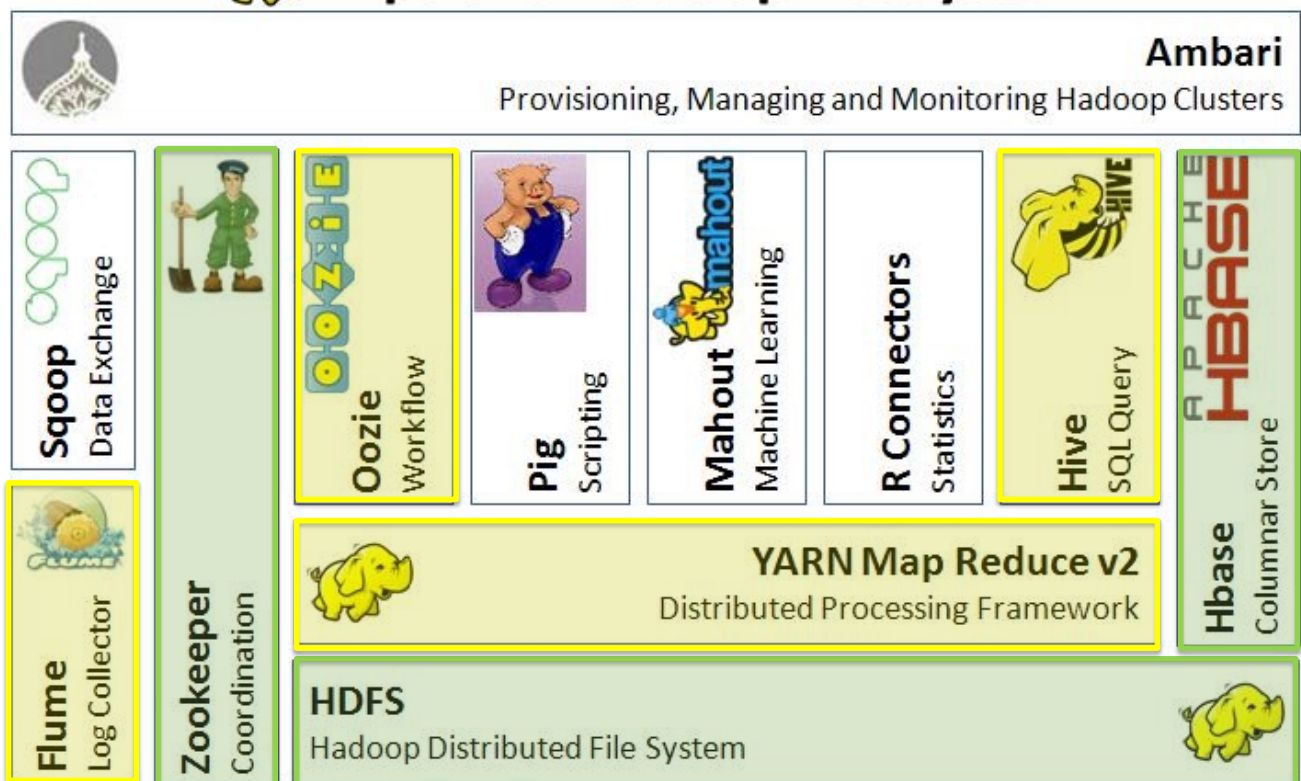 Ambari
Provisioning, Managing and Monitoring Hadoop Clusters
Sqoop
Data Exchange
Zookeeper
Coordination
OOZIE
Oozie
Workflow
Pig
Scripting
mahout
Mahout
Machine Learning
R Connectors
Statistics
HIVE
Hive
SQL Query
APACHE
HBASE
Hbase
Columnar Store
FLUME
Flume
Log Collector
YARN Map Reduce v2
Distributed Processing Framework
HDFS
Hadoop Distributed File System